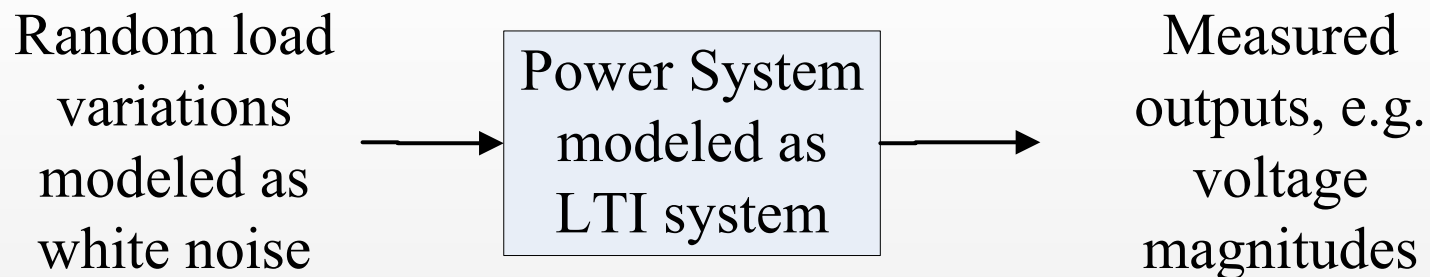 Random load
variations
modeled as
white noise
Power System
modeled as
LTI system
Measured
outputs, e.g.
voltage
magnitudes